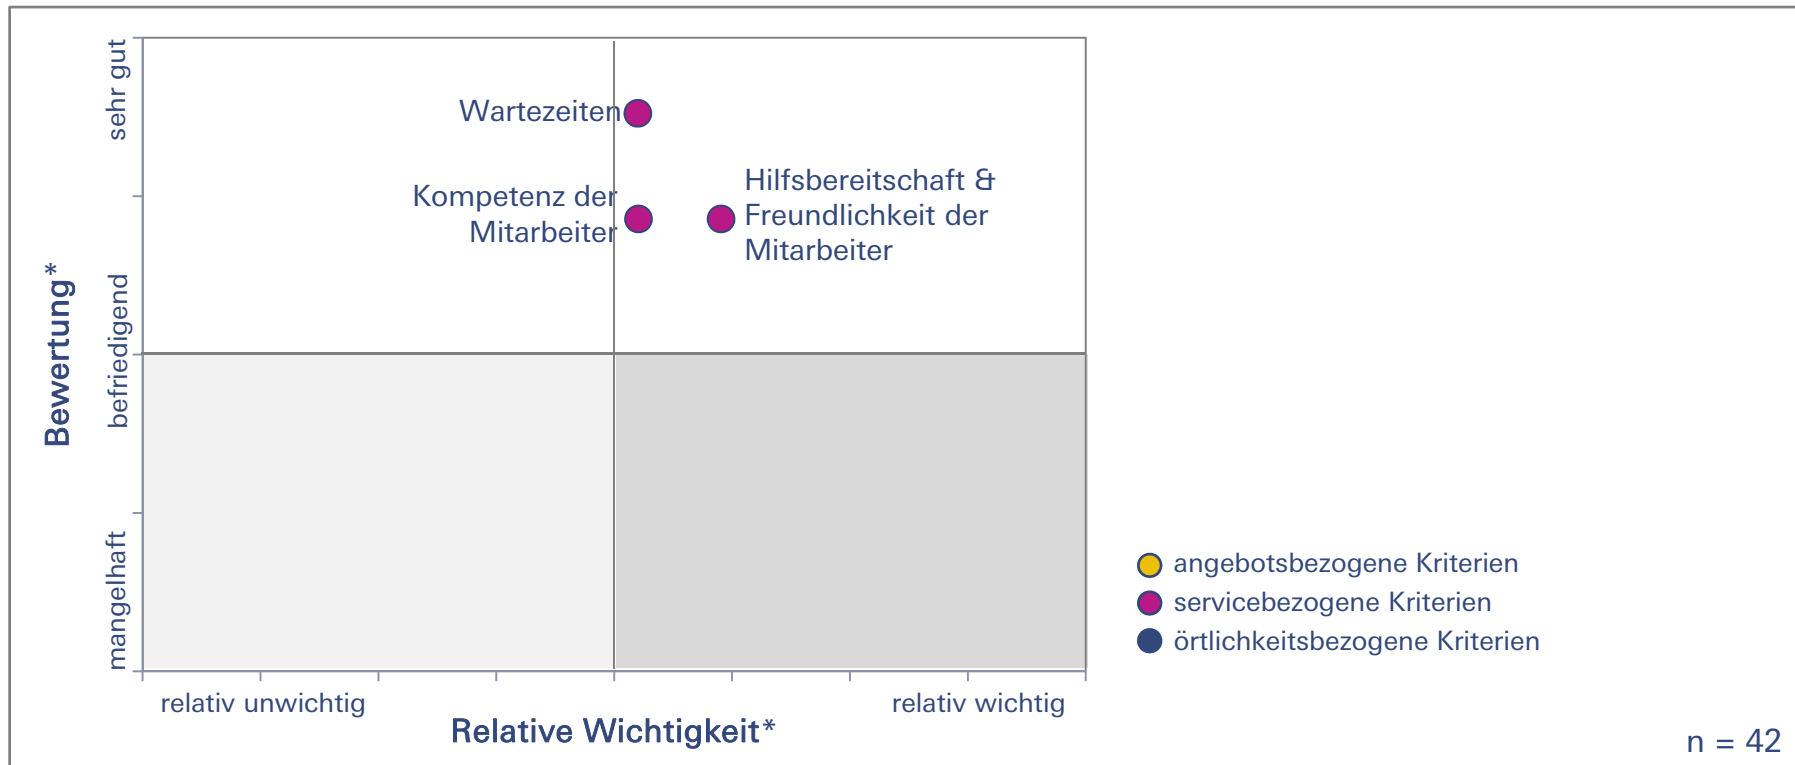 sehr gut
befriedigend
mangelhaft
Bewertung*
Wartezeiten
Kompetenz der
Mitarbeiter
Hilfsbereitschaft &
Freundlichkeit der
Mitarbeiter
relativ unwichtig
relativ wichtig
Relative Wichtigkeit*
angebotsbezogene Kriterien
servicebezogene Kriterien
örtlichkeitsbezogene Kriterien
n = 42